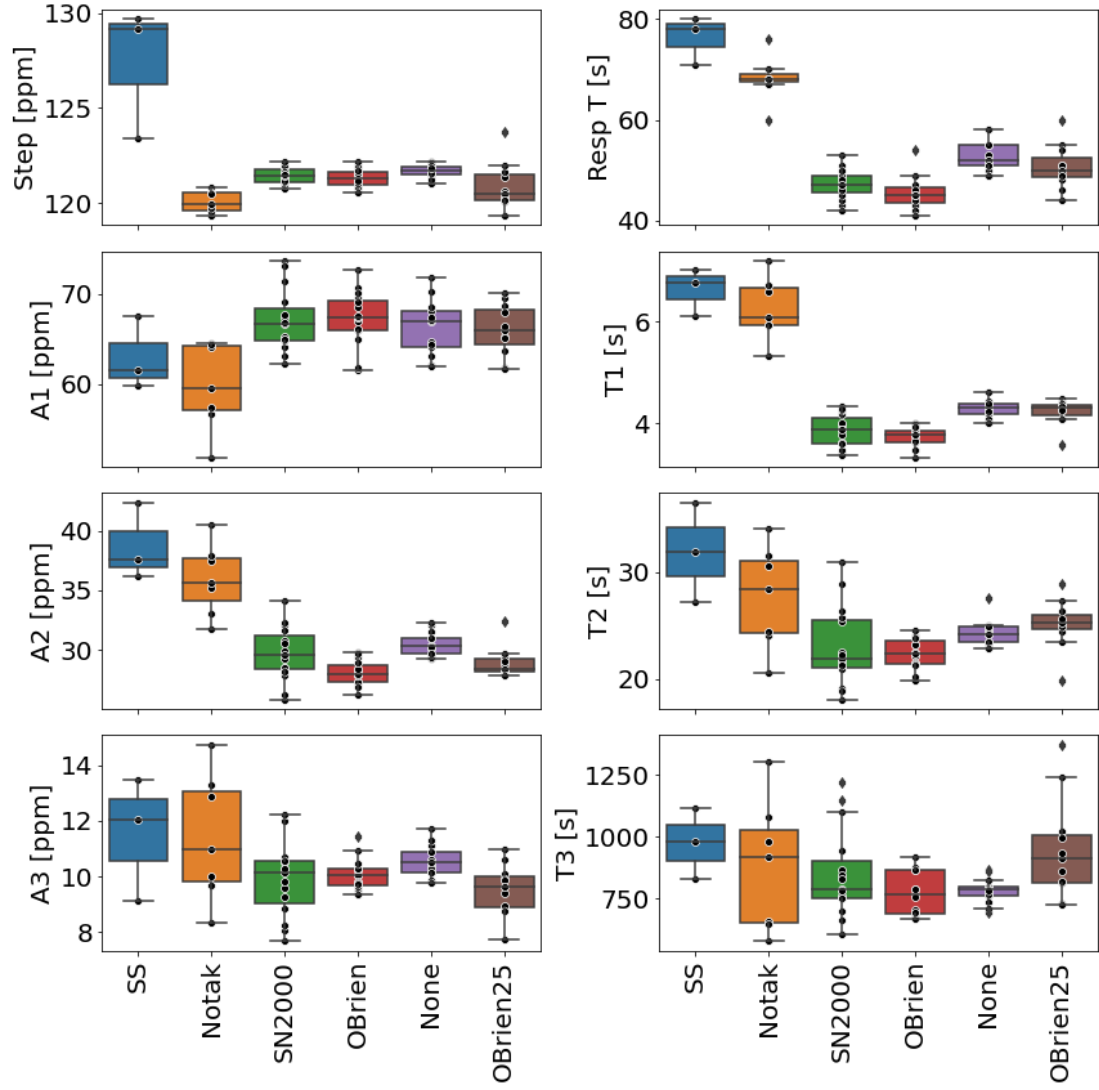 Step [ppm]
130
125
120
Resp T [s]
80
60
40
A1 [ppm]
70
60
T1 [s]
6
4
A2 [ppm]
40
35
30
T2 [s]
30
20
A3 [ppm]
14
12
10
8
T3 [s]
1250
1000
750
SS
Notak
SN2000
OBrien
None
OBrien25
SS
Notak
SN2000
OBrien
None
OBrien25